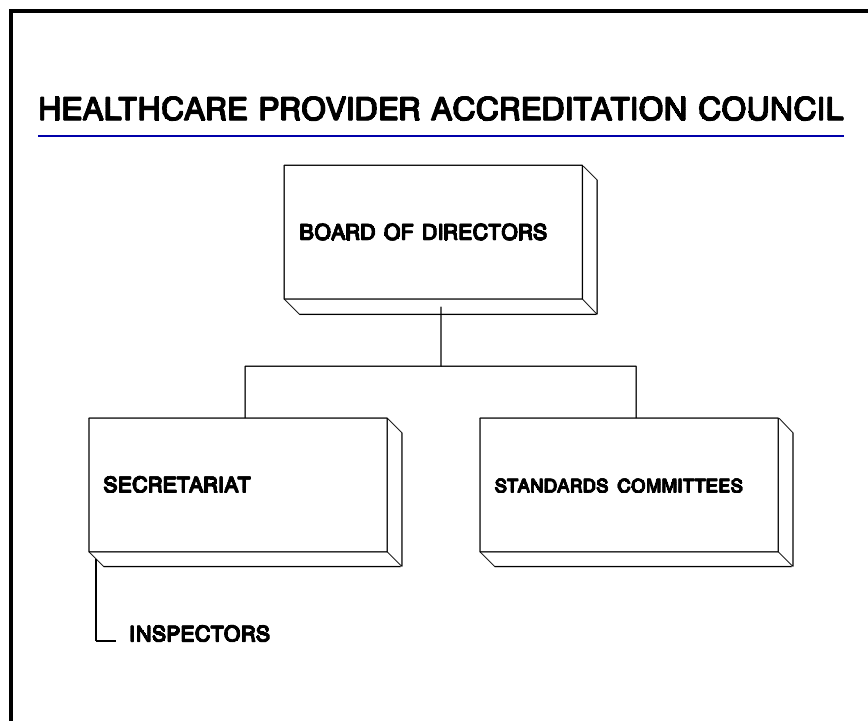 HEALTHCARE PROVIDER ACCREDITATION COUNCIL
BOARD OF DIRECTORS
SECRETARIAT
STANDARDS COMMITTEES
INSPECTORS